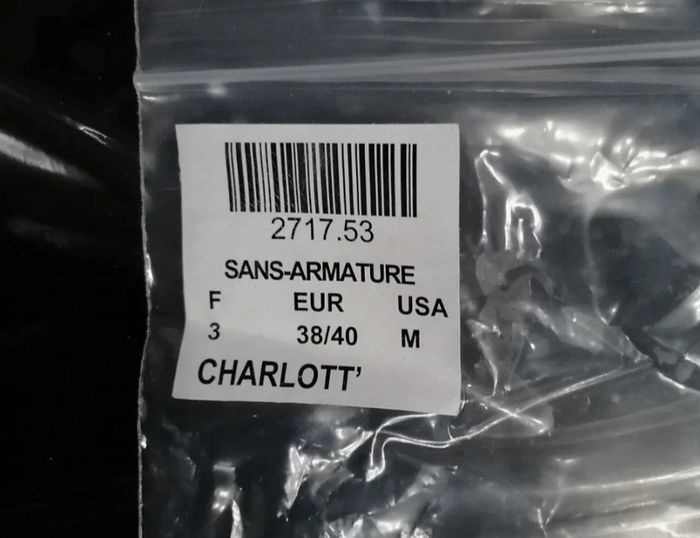 2717.53
SANS-ARMATURE
F EUR USA
3 38/40 M
CHARLOTT’